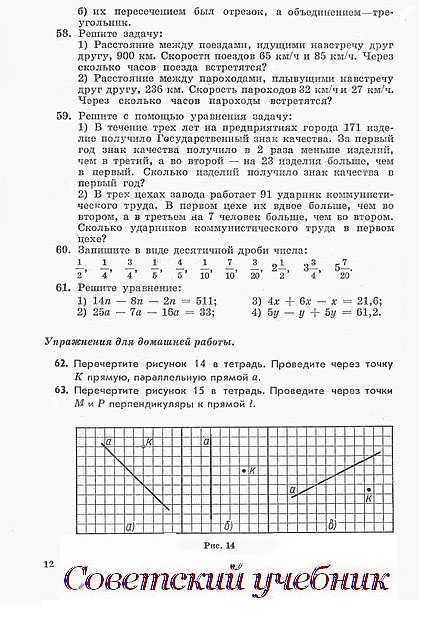 б) их пересечением был отрезок, а объединением—тре-
угольник.
58. Решите задачу:
1) Расстояние между поездами, идущими навстречу друг
другу, 900 км. Скорости поездов 65 км/ч и 85 км/ч. Через
сколько часов поезда встретятся?
2) Расстояние между пароходами, плывущими навстречу
друг другу, 236 км. Скорость пароходов 32 км/ч и 27 км/ч.
Через сколько часов пароходы встретятся?
59. Решите с помощью уравнения задачу:
1) В течение трех лет на предприятиях города 171 изде-
лие получило Государственный знак качества. За первый
год знак качества получило в 2 раза меньше изделий,
чем в третий, а во второй — на 23 изделия больше, чем
в первый. Сколько изделий получило знак качества в
первый год?
2) В трех цехах завода работает 91 ударник коммунисти-
ческого труда. В первом цехе их вдвое больше, чем во
втором, а в третьем на 7 человек больше, чем во втором.
Сколько ударников коммунистического труда в первом
цехе?
60. Запишите в виде десятичной дроби числа:
1/2, 1/4, 3/4, 1/5, 4/5, 1/10, 7/10, 3/20, 2 1/2, 3 3/4, 5 7/20.
61. Решите уравнение:
1) 14n − 8n − 2n = 511; 3) 4x + 6x − x = 21,6;
2) 25a − 7a − 16a = 33; 4) 5y − y + 5y = 61,2.
Упражнения для домашней работы.
62. Перечертите рисунок 14 в тетрадь. Проведите через точку
K прямую, параллельную прямой a.
63. Перечертите рисунок 15 в тетрадь. Проведите через точки
M и P перпендикуляры к прямой l.
a K a K a K
а) б) в)
Рис. 14
12
Советский учебник